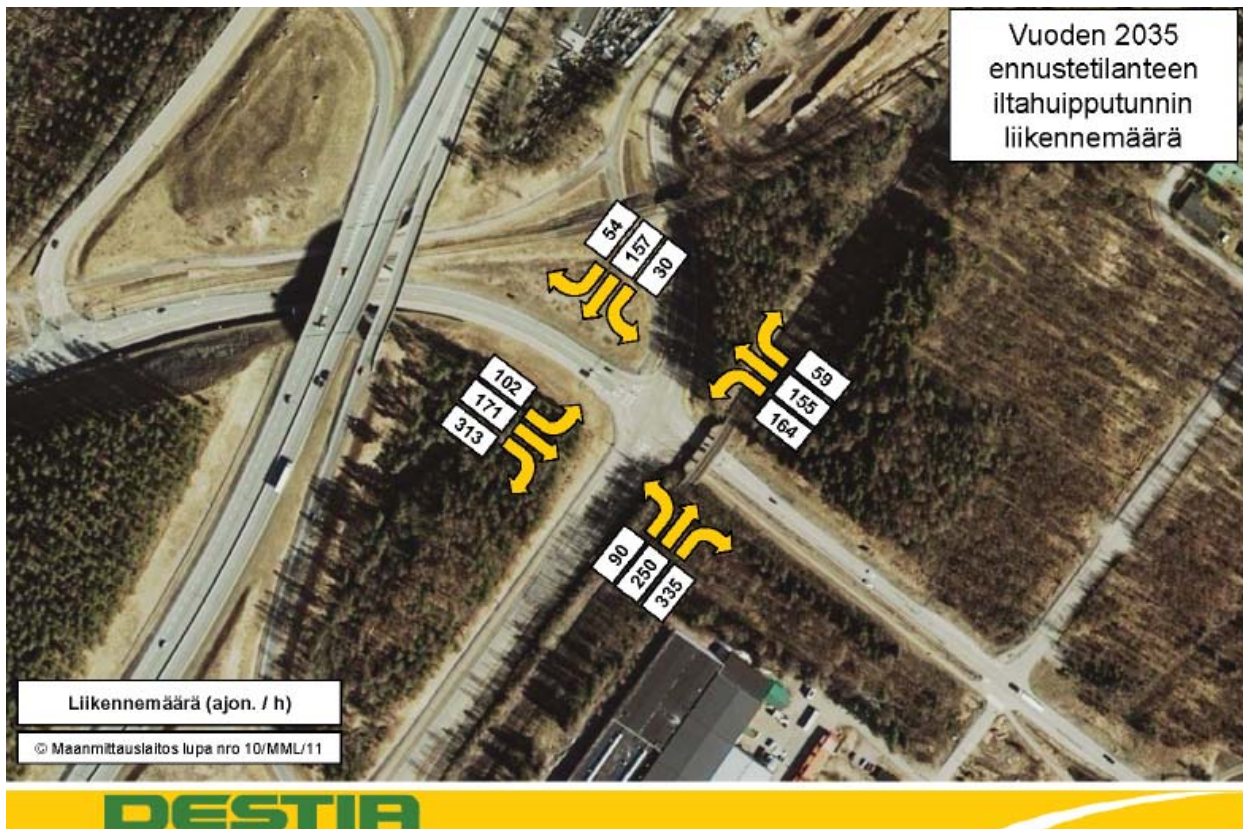 Vuoden 2035
ennustetilanteen
iltahuipputunnin
liikennemäärä
54
157
30
102
171
313
59
155
164
90
250
335
Liikennemäärä (ajon. / h)
© Maanmittauslaitos lupa nro 10/MML/11
DESTIA